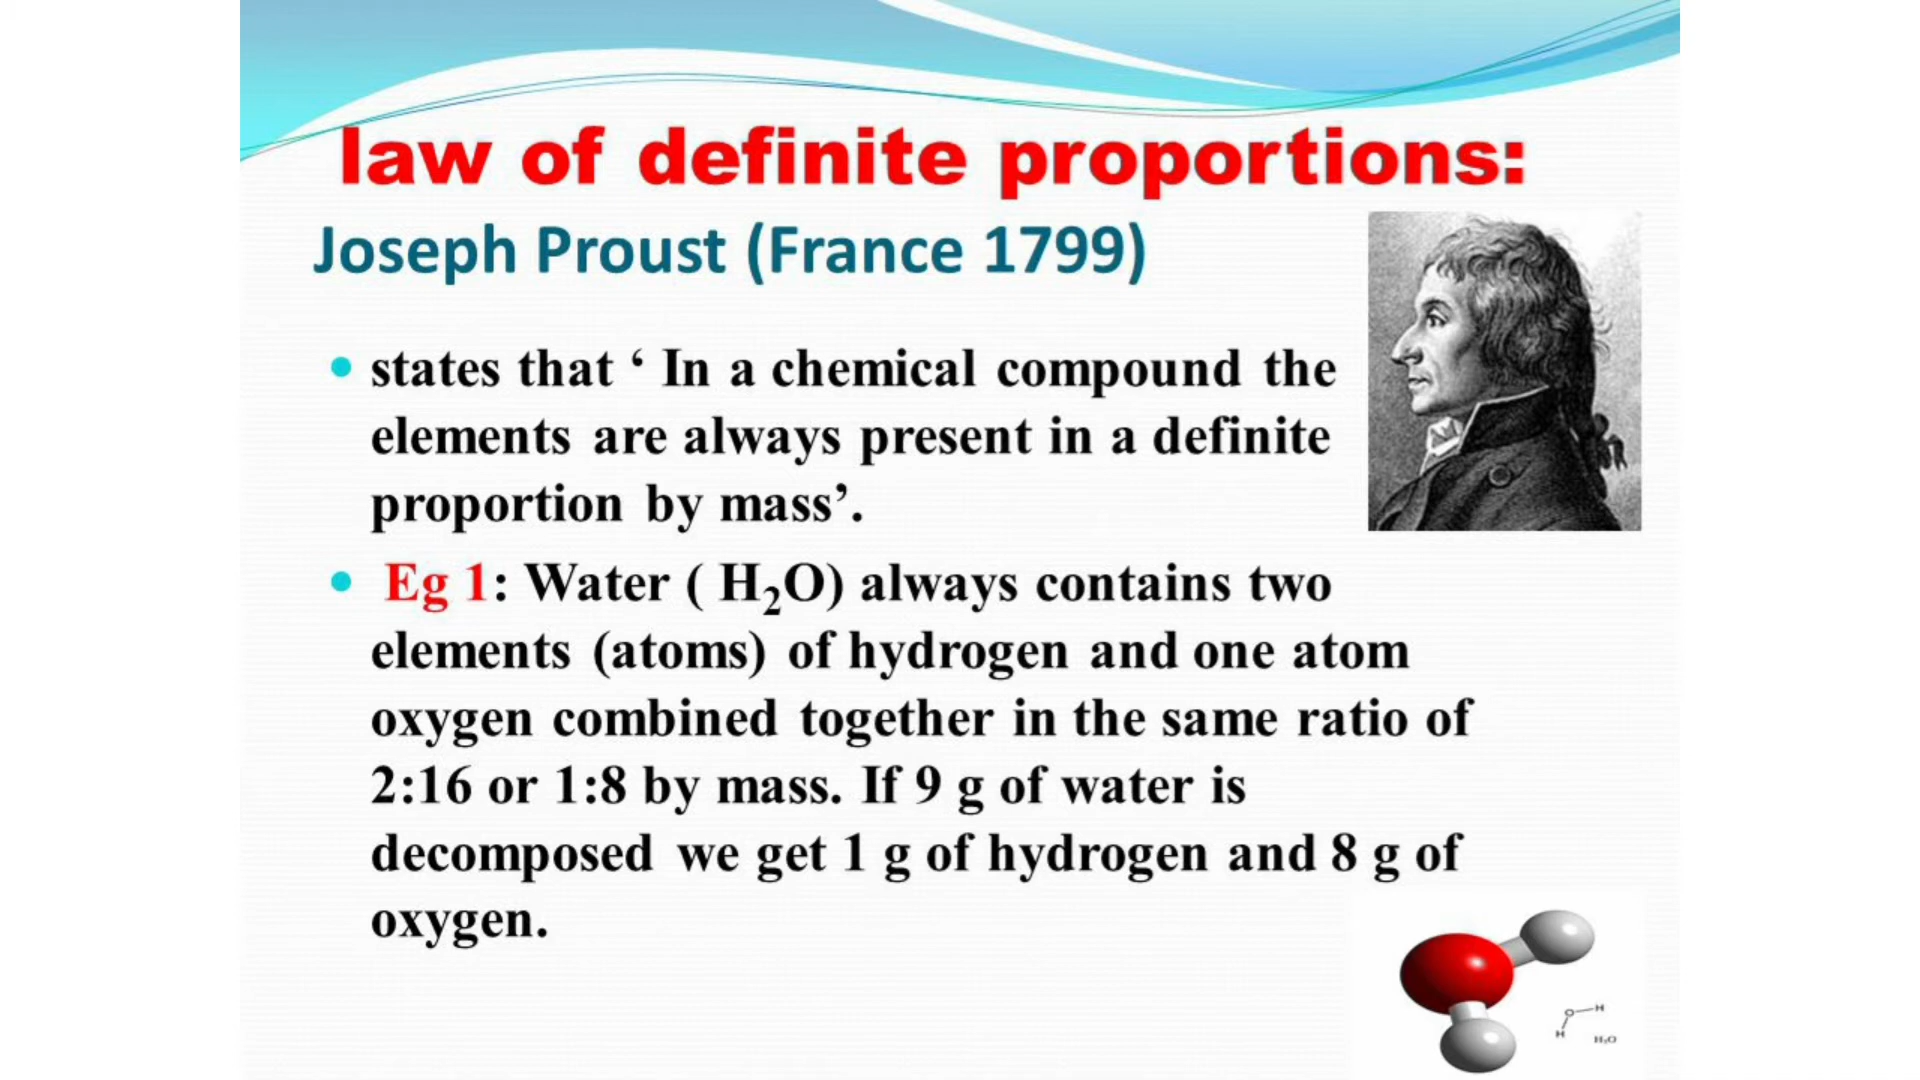 law of definite proportions:
Joseph Proust (France 1799)
• states that ‘ In a chemical compound the
elements are always present in a definite
proportion by mass’.
• Eg 1: Water ( H₂O) always contains two
elements (atoms) of hydrogen and one atom
oxygen combined together in the same ratio of
2:16 or 1:8 by mass. If 9 g of water is
decomposed we get 1 g of hydrogen and 8 g of
oxygen.
O H
H
H₂O